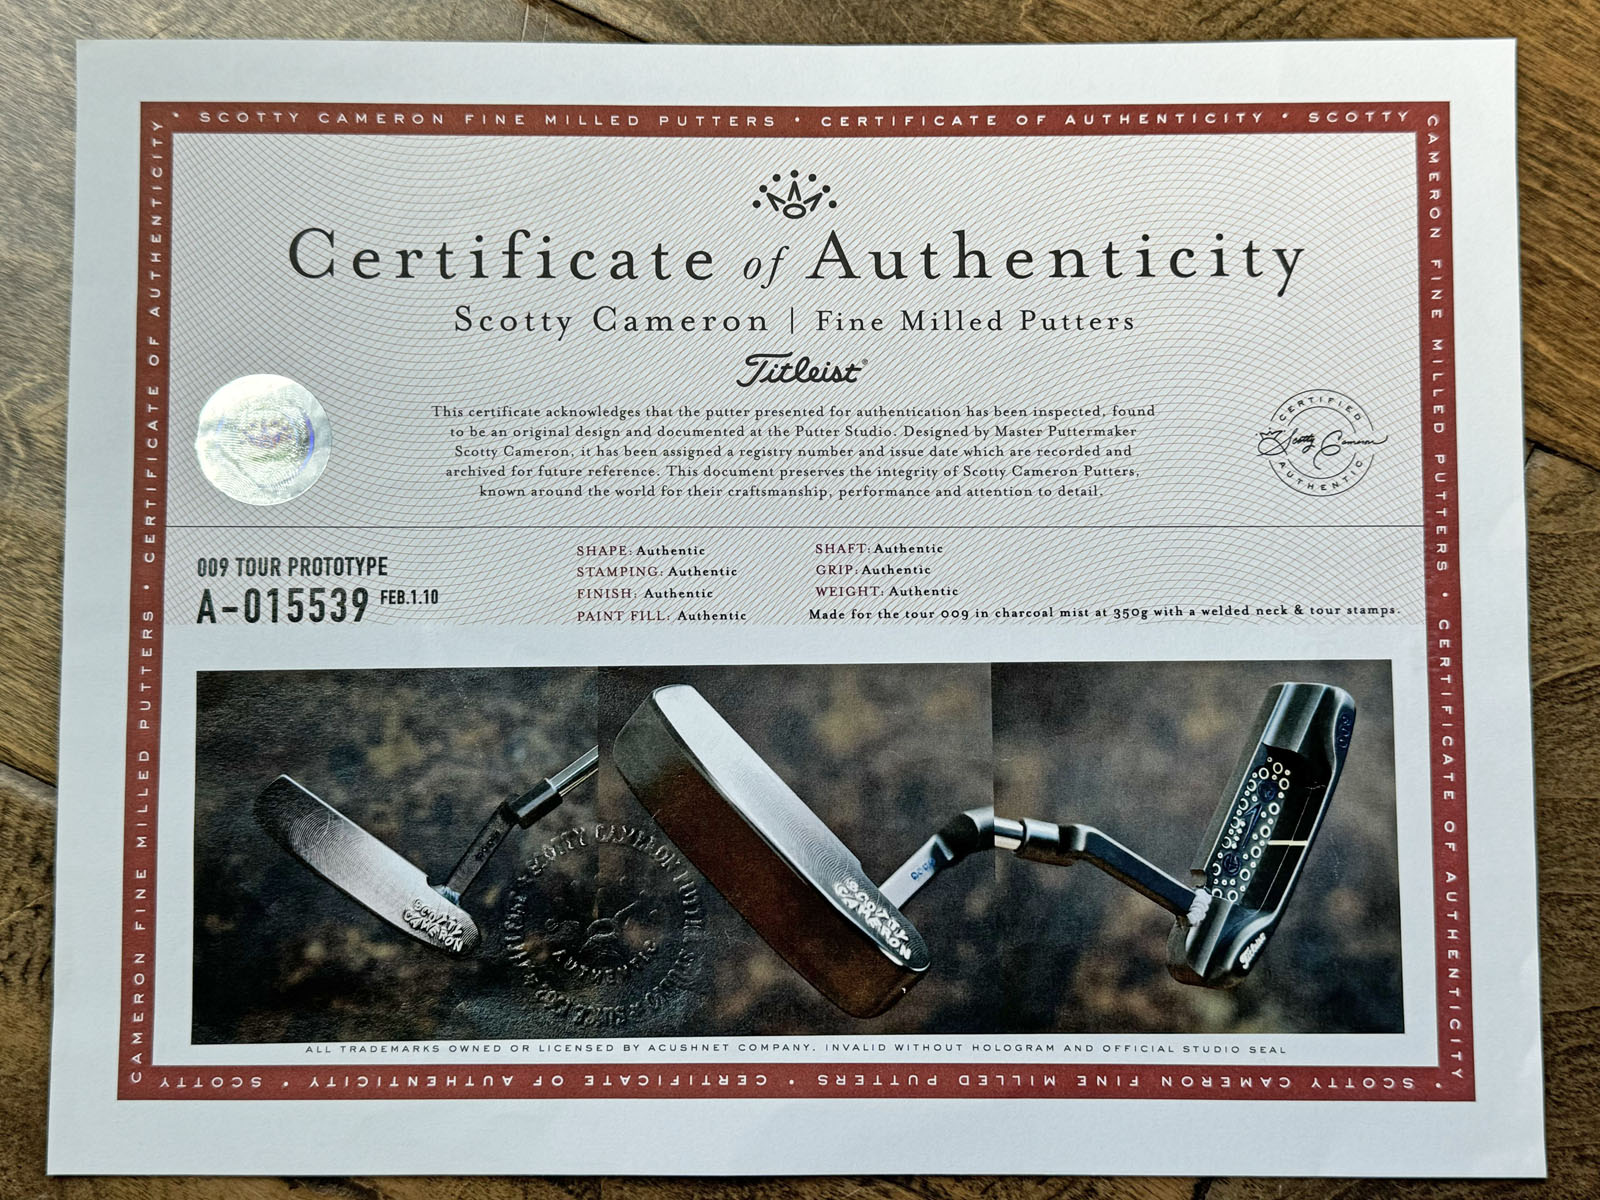 • SCOTTY CAMERON FINE MILLED PUTTERS • CERTIFICATE OF AUTHENTICITY • SCOTTY
CAMERON FINE MILLED PUTTERS • CERTIFICATE OF AUTHENTICITY
• SCOTTY CAMERON FINE MILLED PUTTERS • CERTIFICATE OF AUTHENTICITY • SCOTTY
CAMERON FINE MILLED PUTTERS • CERTIFICATE OF AUTHENTICITY
Certificate of Authenticity
Scotty Cameron | Fine Milled Putters
Titleist®
This certificate acknowledges that the putter presented for authentication has been inspected, found
to be an original design and documented at the Putter Studio. Designed by Master Puttermaker
Scotty Cameron, it has been assigned a registry number and issue date which are recorded and
archived for future reference. This document preserves the integrity of Scotty Cameron Putters,
known around the world for their craftsmanship, performance and attention to detail.
CERTIFIED
Scotty Cameron
AUTHENTIC
009 TOUR PROTOTYPE
A-015539 FEB.1.10
SHAPE: Authentic
STAMPING: Authentic
FINISH: Authentic
PAINT FILL: Authentic
SHAFT: Authentic
GRIP: Authentic
WEIGHT: Authentic
Made for the tour 009 in charcoal mist at 350g with a welded neck & tour stamps.
©SCOTTY
CAMERON
SCOTTY CAMERON
AUTHENTIC
©SCOTTY
CAMERON
009
Titleist
ALL TRADEMARKS OWNED OR LICENSED BY ACUSHNET COMPANY. INVALID WITHOUT HOLOGRAM AND OFFICIAL STUDIO SEAL